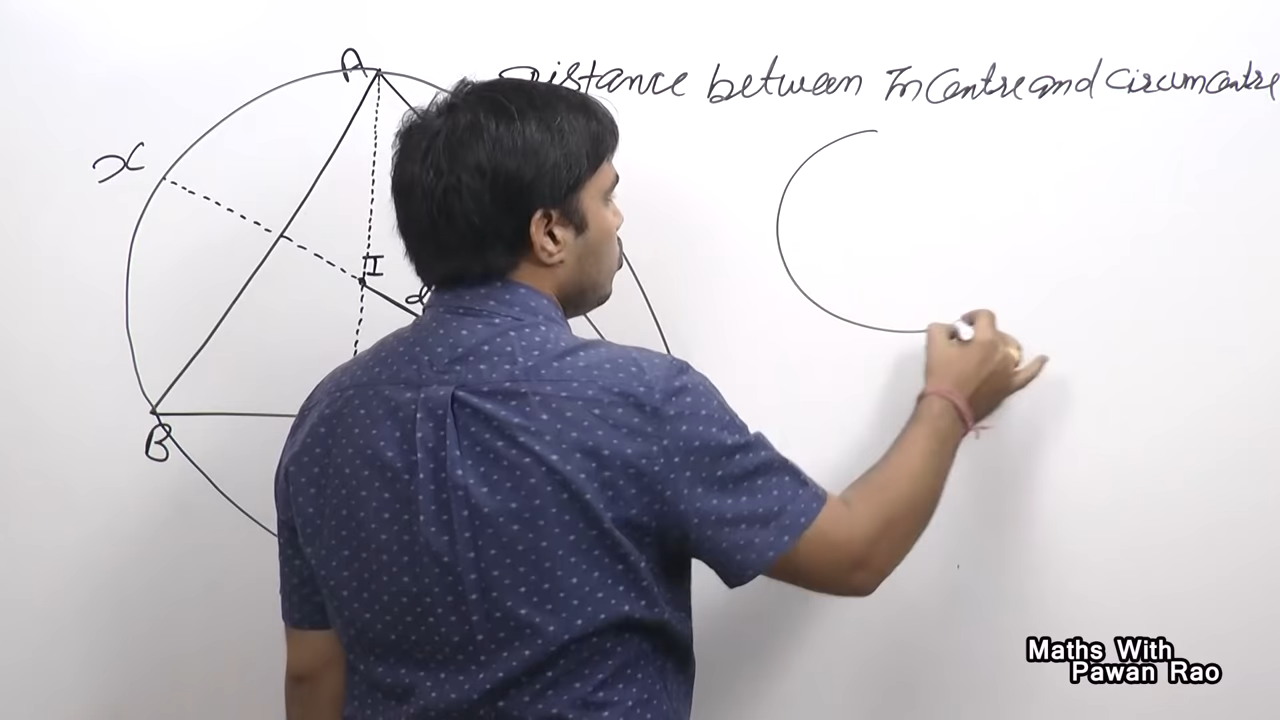 Distance between InCentre and Circumcentre
A
x
I
d
B
Maths With
Pawan Rao